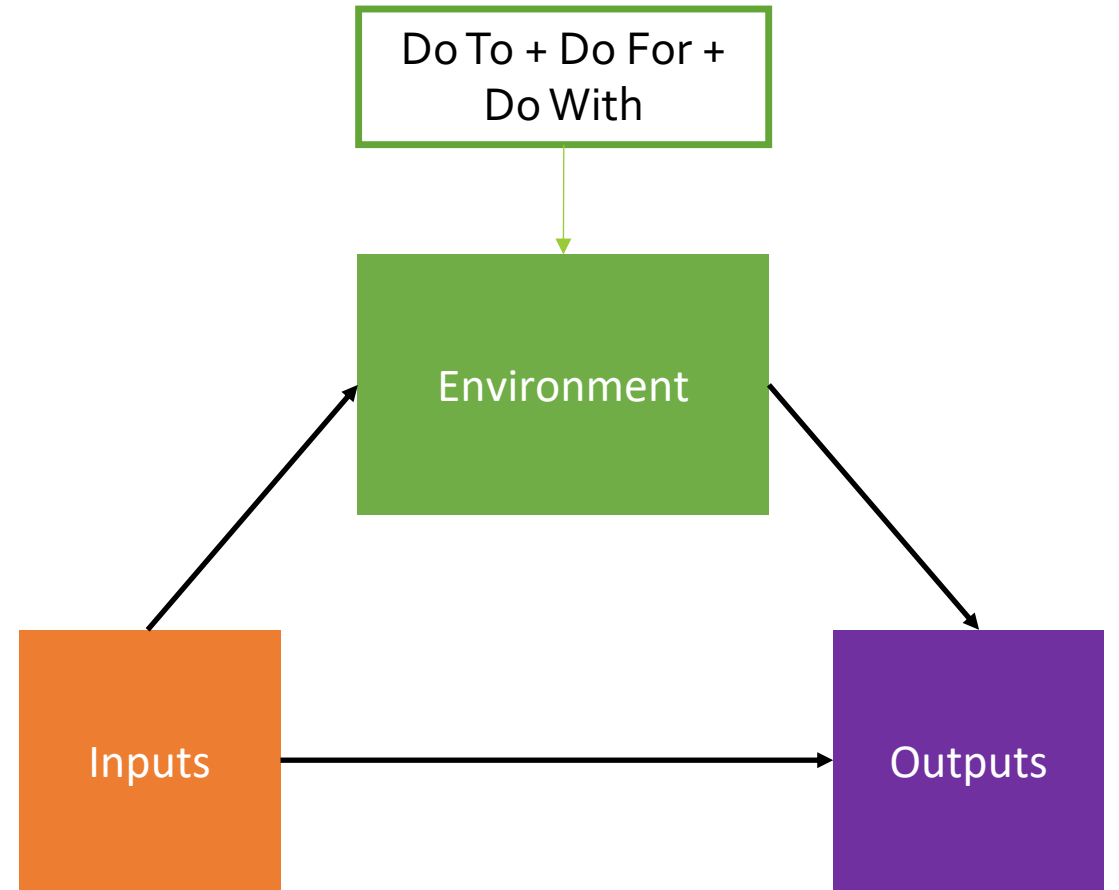 Do To + Do For +
Do With
Environment
Inputs
Outputs